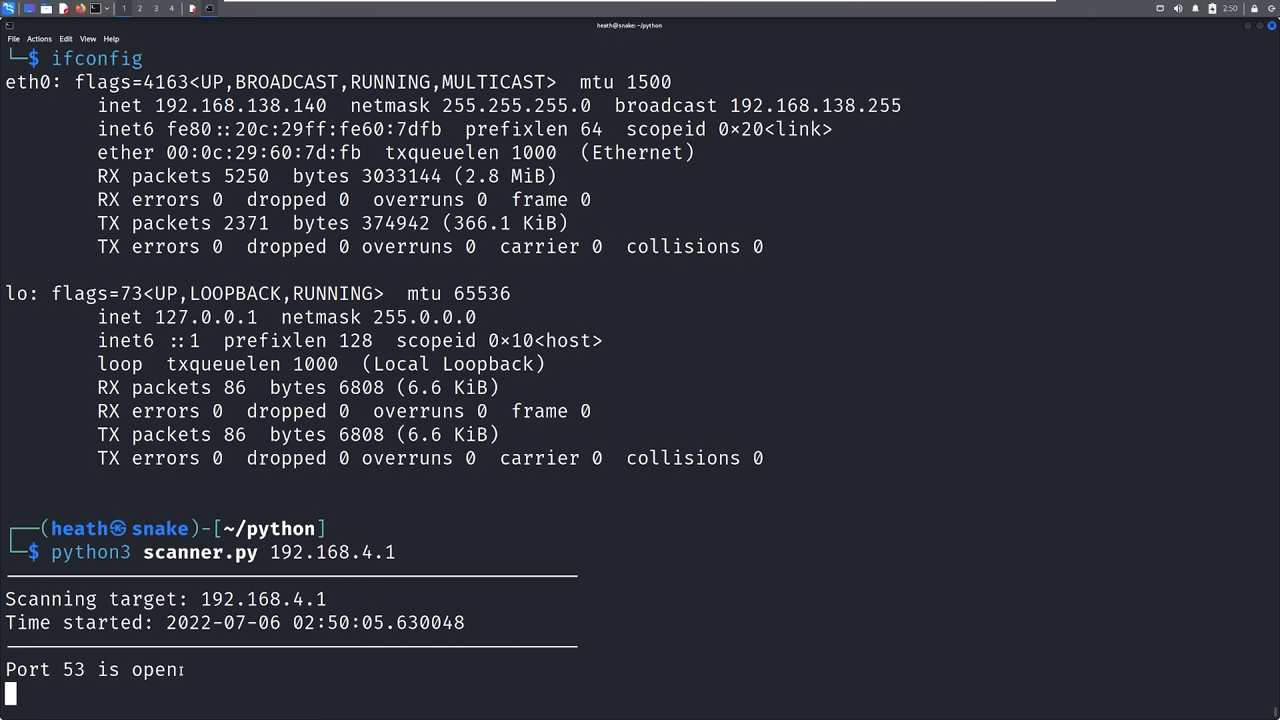 1 2 3 4
2:50
heath@snake: ~/python
File Actions Edit View Help
└─$ ifconfig
eth0: flags=4163<UP,BROADCAST,RUNNING,MULTICAST>  mtu 1500
        inet 192.168.138.140  netmask 255.255.255.0  broadcast 192.168.138.255
        inet6 fe80::20c:29ff:fe60:7dfb  prefixlen 64  scopeid 0×20<link>
        ether 00:0c:29:60:7d:fb  txqueuelen 1000  (Ethernet)
        RX packets 5250  bytes 3033144 (2.8 MiB)
        RX errors 0  dropped 0  overruns 0  frame 0
        TX packets 2371  bytes 374942 (366.1 KiB)
        TX errors 0  dropped 0 overruns 0  carrier 0  collisions 0
lo: flags=73<UP,LOOPBACK,RUNNING>  mtu 65536
        inet 127.0.0.1  netmask 255.0.0.0
        inet6 ::1  prefixlen 128  scopeid 0×10<host>
        loop  txqueuelen 1000  (Local Loopback)
        RX packets 86  bytes 6808 (6.6 KiB)
        RX errors 0  dropped 0  overruns 0  frame 0
        TX packets 86  bytes 6808 (6.6 KiB)
        TX errors 0  dropped 0 overruns 0  carrier 0  collisions 0
┌──(heath㉿snake)-[~/python]
└─$ python3 scanner.py 192.168.4.1
Scanning target: 192.168.4.1
Time started: 2022-07-06 02:50:05.630048
Port 53 is open